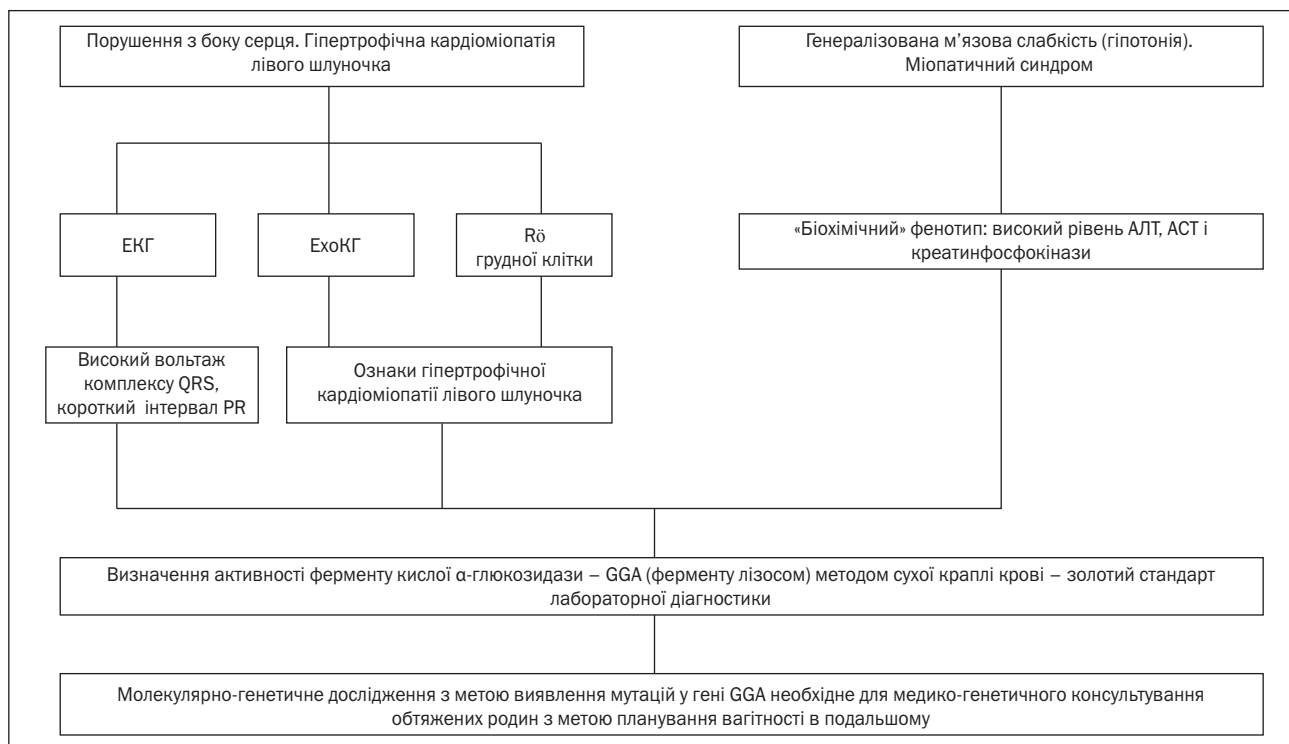 Порушення з боку серця. Гіпертрофічна кардіоміопатія
лівого шлуночка
Генералізована м’язова слабкість (гіпотонія).
Міопатичний синдром
ЕКГ
ЕхоКГ
Rö
грудної клітки
«Біохімічний» фенотип: високий рівень АЛТ, АСТ і
креатинфосфокінази
Високий вольтаж
комплексу QRS,
короткий інтервал PR
Ознаки гіпертрофічної
кардіоміопатії лівого шлуночка
Визначення активності ферменту кислої α-глюкозидази – GGA (ферменту лізосом) методом сухої краплі крові – золотий стандарт
лабораторної діагностики
Молекулярно-генетичне дослідження з метою виявлення мутацій у гені GGA необхідне для медико-генетичного консультування
обтяжених родин з метою планування вагітності в подальшому